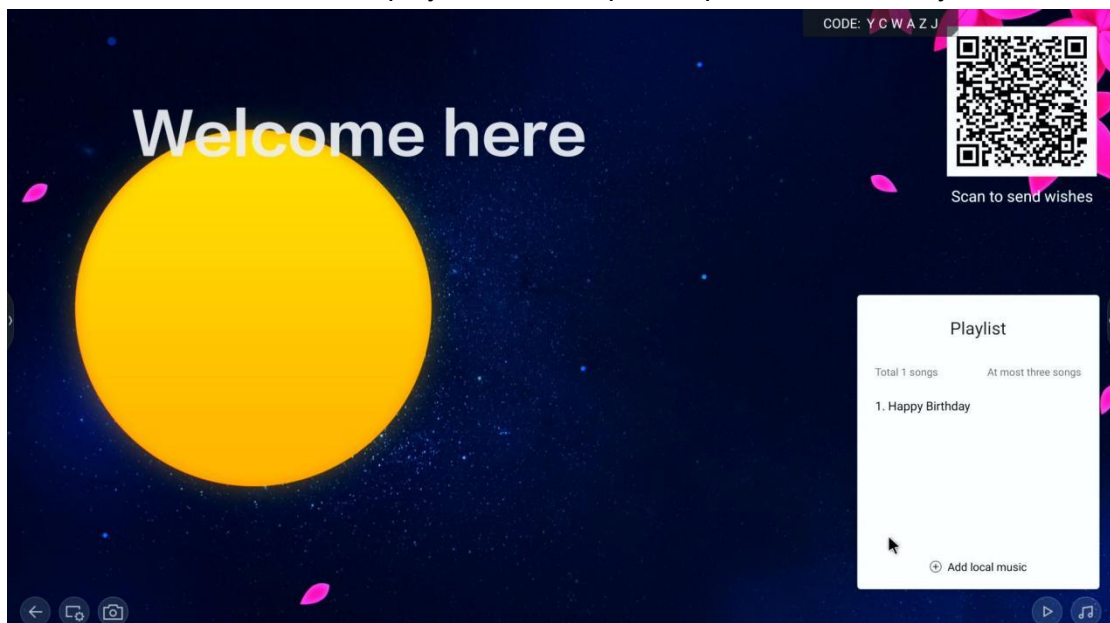 CODE: Y C W A Z J
Welcome here
Scan to send wishes
Playlist
Total 1 songs At most three songs
1. Happy Birthday
Add local music